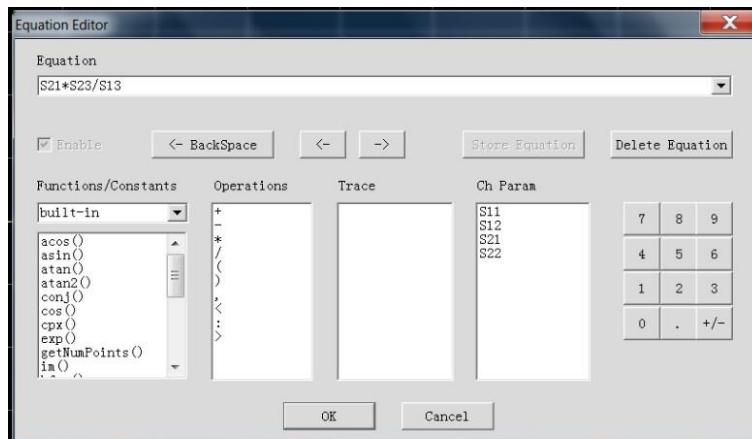 Equation Editor
X
Equation
S21*S23/S13
Enable
<- BackSpace
<-
->
Store Equation
Delete Equation
Functions/Constants
Operations
Trace
Ch Param
built-in
acos()
asin()
atan()
atan2()
conj()
cos()
cpx()
exp()
getNumPoints()
im()
+
-
*
/
(
)
,
<
:
>
S11
S12
S21
S22
7 8 9
4 5 6
1 2 3
0 . +/-
OK
Cancel